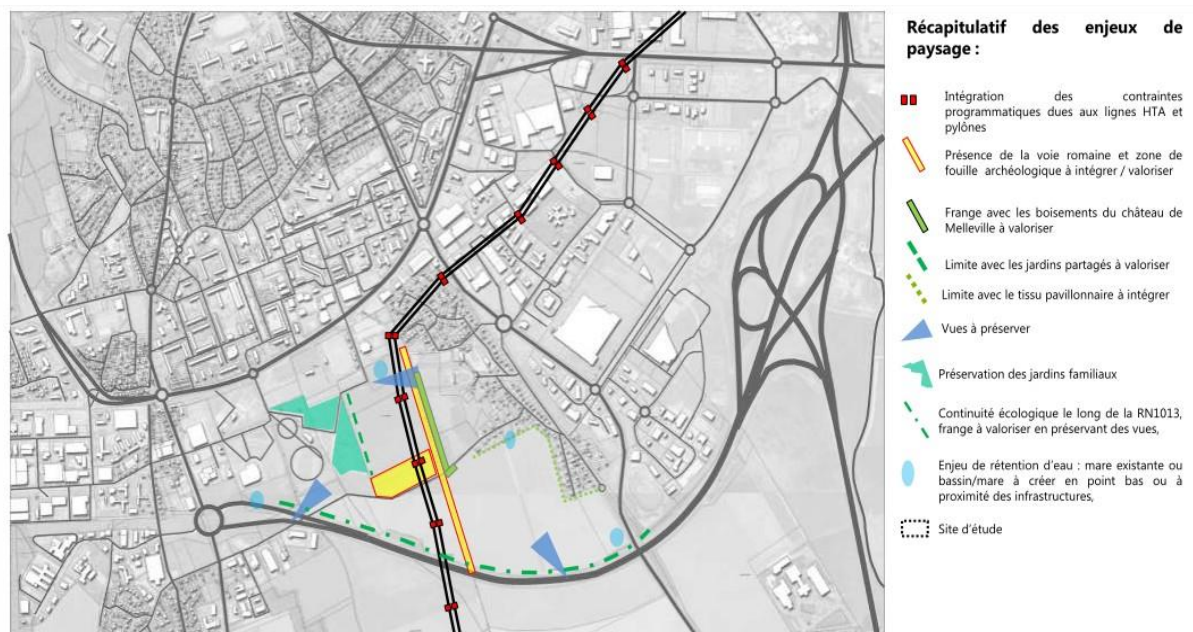 Récapitulatif des enjeux de
paysage :
Intégration des contraintes
programmatiques dues aux lignes HTA et
pylônes
Présence de la voie romaine et zone de
fouille archéologique à intégrer / valoriser
Frange avec les boisements du château de
Melleville à valoriser
Limite avec les jardins partagés à valoriser
Limite avec le tissu pavillonnaire à intégrer
Vues à préserver
Préservation des jardins familiaux
Continuité écologique le long de la RN1013,
frange à valoriser en préservant des vues,
Enjeu de rétention d'eau : mare existante ou
bassin/mare à créer en point bas ou à
proximité des infrastructures,
Site d'étude